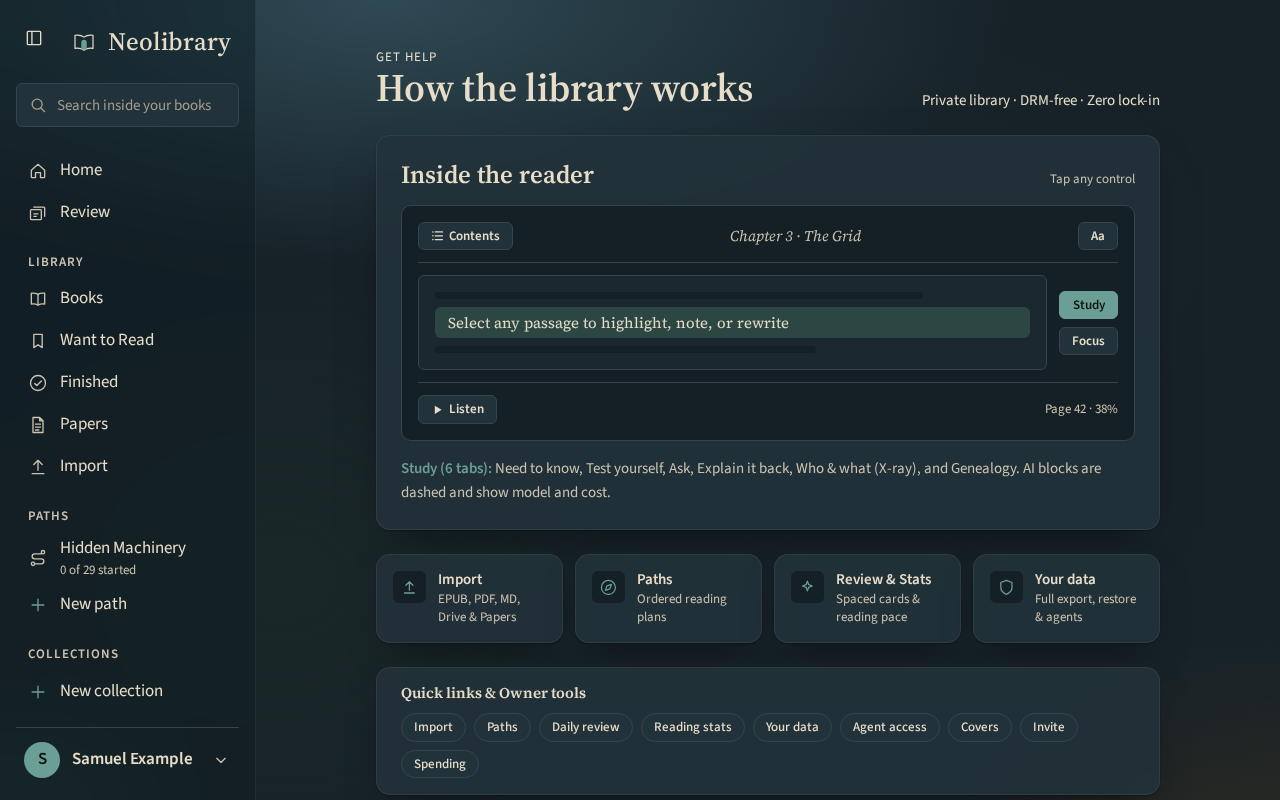 Neolibrary
Search inside your books
Home
Review
LIBRARY
Books
Want to Read
Finished
Papers
Import
PATHS
Hidden Machinery
0 of 29 started
New path
COLLECTIONS
New collection
S
Samuel Example
GET HELP
How the library works
Private library · DRM-free · Zero lock-in
Inside the reader
Tap any control
Contents
Chapter 3 · The Grid
Aa
Select any passage to highlight, note, or rewrite
Study
Focus
Listen
Page 42 · 38%
Study (6 tabs): Need to know, Test yourself, Ask, Explain it back, Who & what (X-ray), and Genealogy. AI blocks are
dashed and show model and cost.
Import
EPUB, PDF, MD,
Drive & Papers
Paths
Ordered reading
plans
Review & Stats
Spaced cards &
reading pace
Your data
Full export, restore
& agents
Quick links & Owner tools
Import
Paths
Daily review
Reading stats
Your data
Agent access
Covers
Invite
Spending